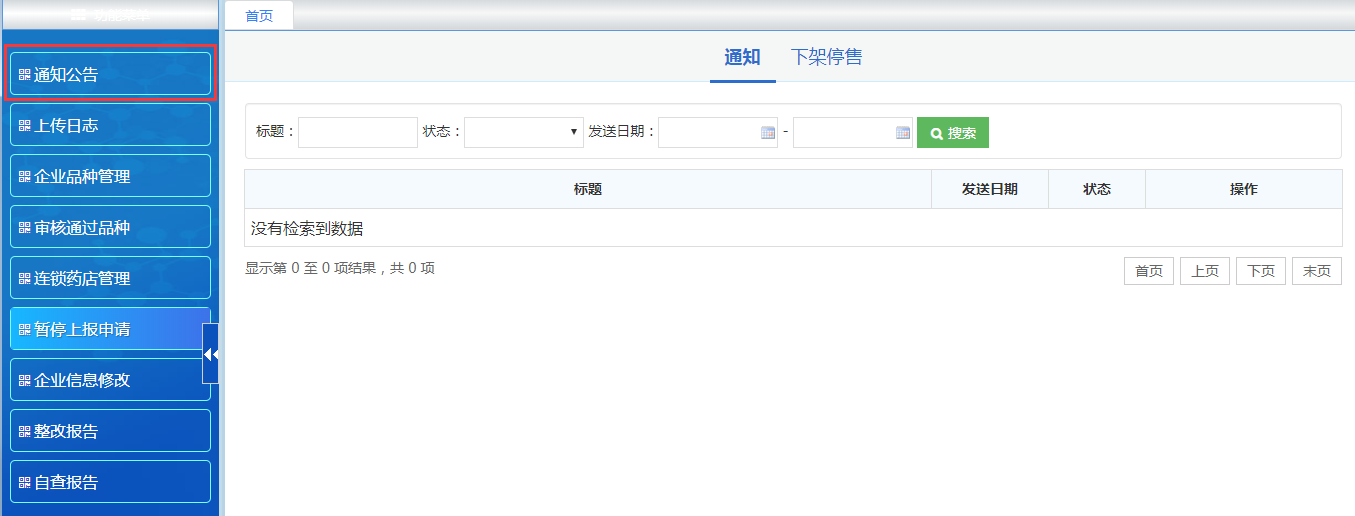 首页
通知公告
上传日志
企业品种管理
审核通过品种
连锁药店管理
暂停上报申请
企业信息修改
整改报告
自查报告
通知 下架停售
标题： 状态： 发送日期： - 搜索
标题 发送日期 状态 操作
没有检索到数据
显示第 0 至 0 项结果，共 0 项
首页 上页 下页 末页